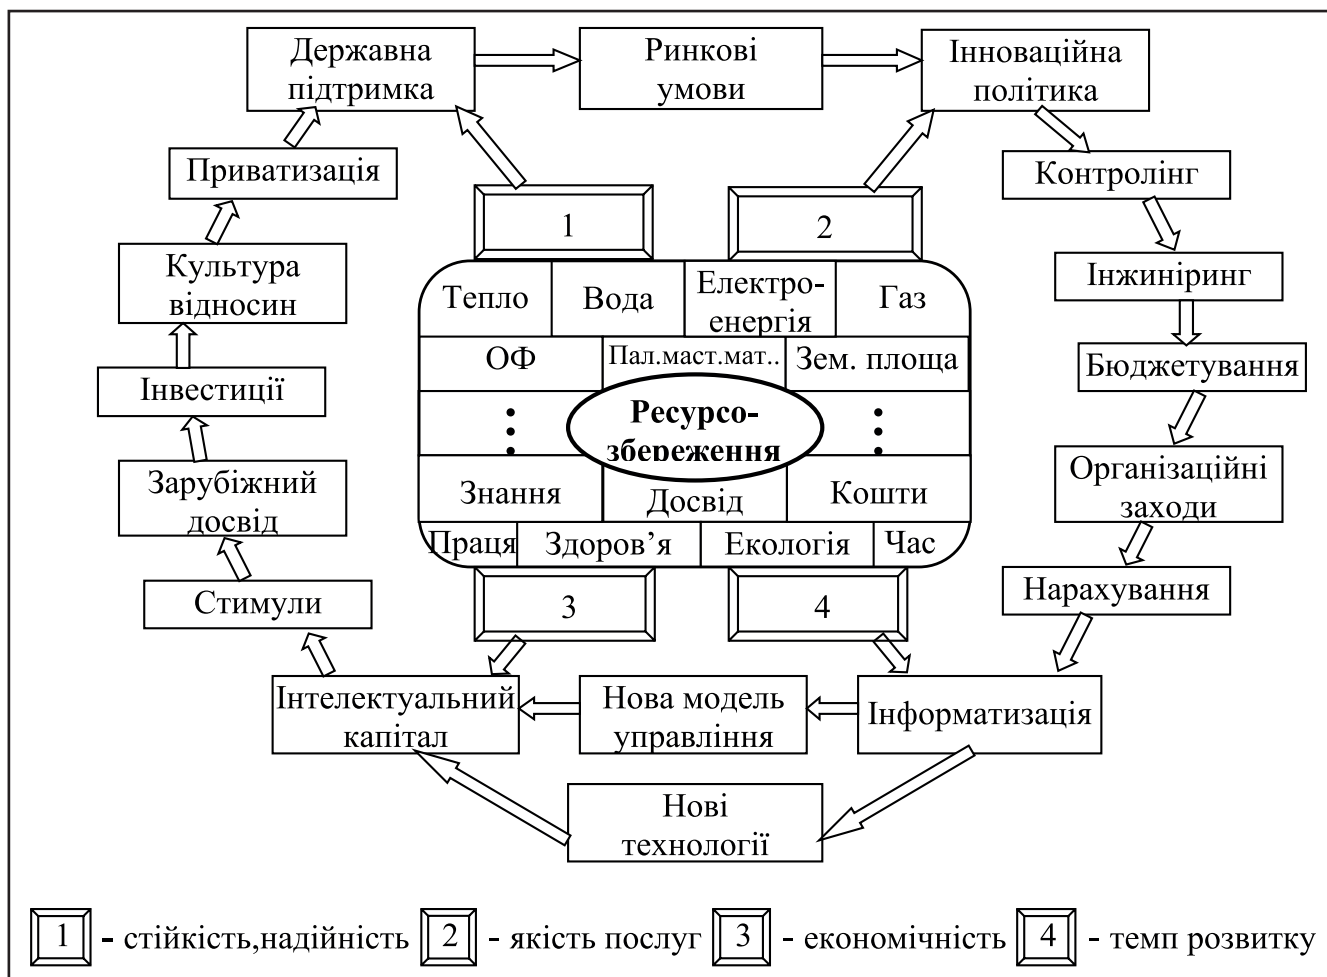 Державна
підтримка
Ринкові
умови
Інноваційна
політика
Приватизація
Контролінг
1
2
Культура
відносин
Інжиніринг
Тепло
Вода
Електро-
енергія
Газ
ОФ
Пал.маст.мат..
Зем. площа
Інвестиції
Бюджетування
Ресурсо-
збереження
Зарубіжний
досвід
Організаційні
заходи
Знання
Досвід
Кошти
Праця
Здоров’я
Екологія
Час
Стимули
3
4
Нарахування
Інтелектуальний
капітал
Нова модель
управління
Інформатизація
Нові
технології
1 - стійкість,надійність 2 - якість послуг 3 - економічність 4 - темп розвитку